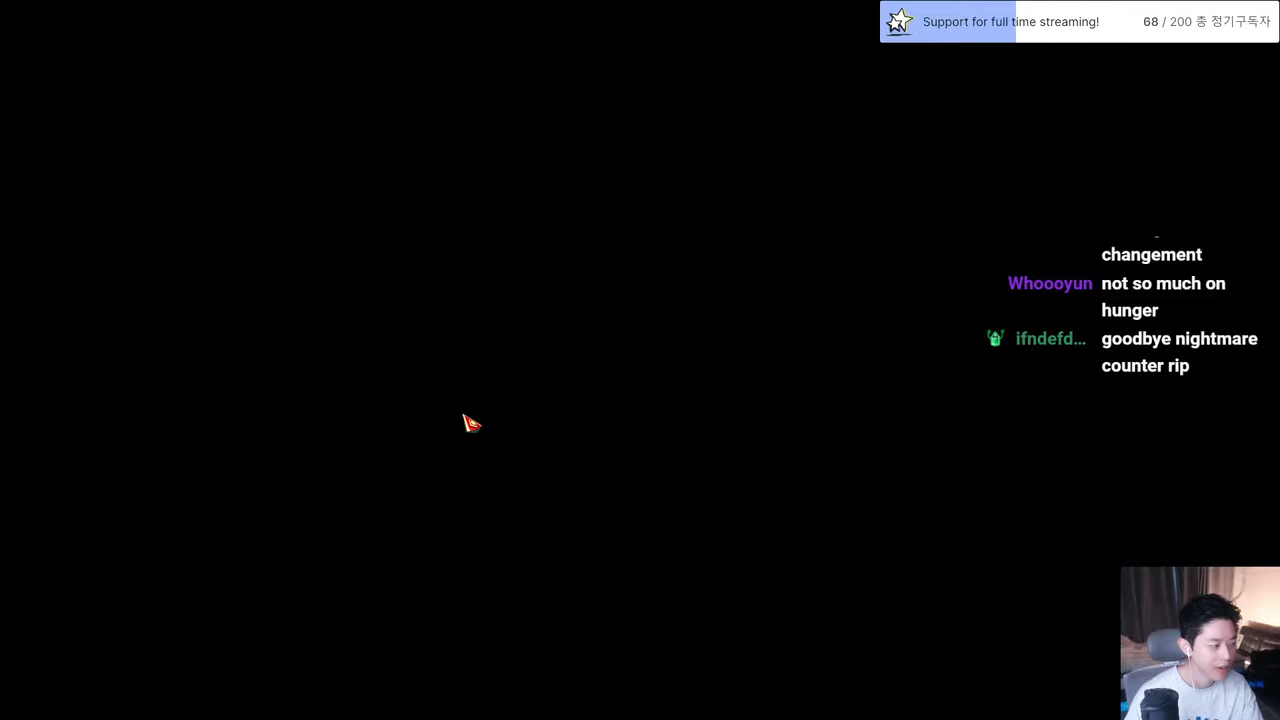 Support for full time streaming! 68 / 200 총 정기구독자
changement
Whoooyun not so much on
hunger
ifndefd... goodbye nightmare
counter rip